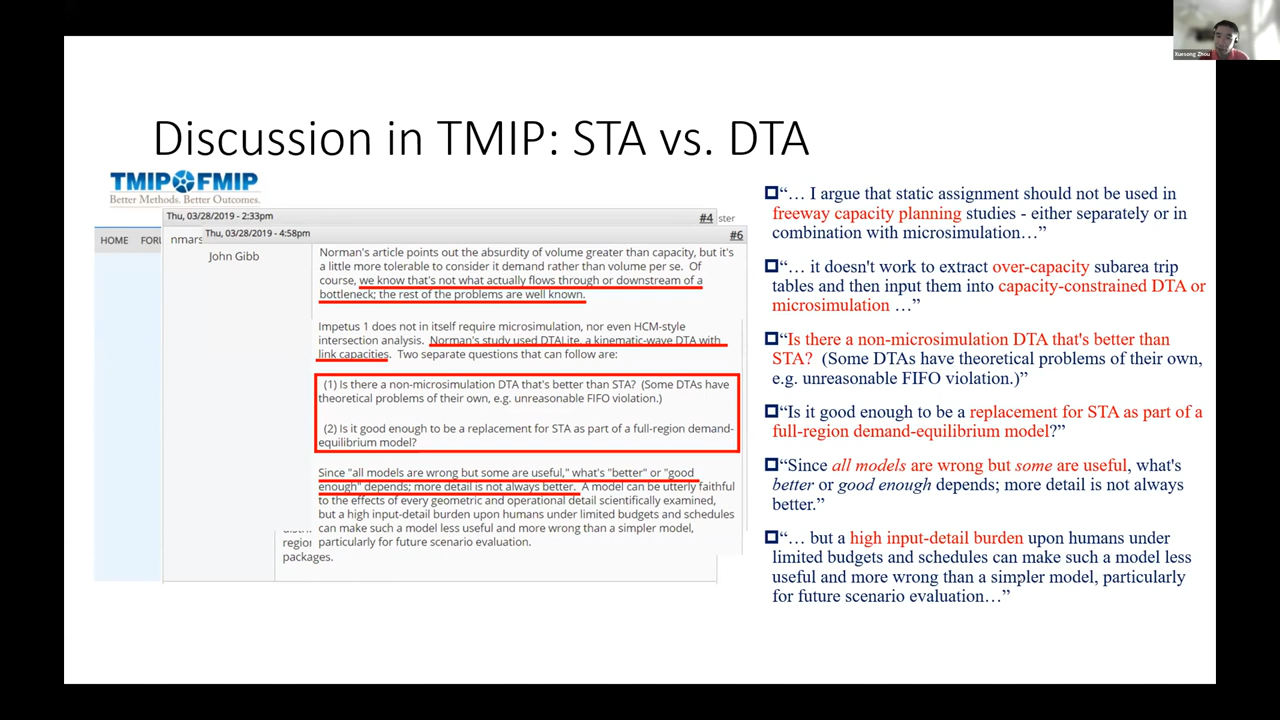 Xuesong Zhou
Discussion in TMIP: STA vs. DTA
TMIP FMIP
Better Methods. Better Outcomes.
Thu, 03/28/2019 - 2:33pm
#4
ster
HOME
FORU
nmars
Thu, 03/28/2019 - 4:58pm
#6
John Gibb
Norman's article points out the absurdity of volume greater than capacity, but it's
a little more tolerable to consider it demand rather than volume per se. Of
course, we know that's not what actually flows through or downstream of a
bottleneck; the rest of the problems are well known.
Impetus 1 does not in itself require microsimulation, nor even HCM-style
intersection analysis. Norman's study used DTALite, a kinematic-wave DTA with
link capacities. Two separate questions that can follow are:
(1) Is there a non-microsimulation DTA that's better than STA? (Some DTAs have
theoretical problems of their own, e.g. unreasonable FIFO violation.)
(2) Is it good enough to be a replacement for STA as part of a full-region demand-
equilibrium model?
Since "all models are wrong but some are useful," what's "better" or "good
enough" depends; more detail is not always better. A model can be utterly faithful
to the effects of every geometric and operational detail scientifically examined,
but a high input-detail burden upon humans under limited budgets and schedules
can make such a model less useful and more wrong than a simpler model,
particularly for future scenario evaluation.
region
packages.
“… I argue that static assignment should not be used in
freeway capacity planning studies - either separately or in
combination with microsimulation…”
“… it doesn't work to extract over-capacity subarea trip
tables and then input them into capacity-constrained DTA or
microsimulation …”
“Is there a non-microsimulation DTA that's better than
STA? (Some DTAs have theoretical problems of their own,
e.g. unreasonable FIFO violation.)”
“Is it good enough to be a replacement for STA as part of a
full-region demand-equilibrium model?”
“Since all models are wrong but some are useful, what's
better or good enough depends; more detail is not always
better.”
“… but a high input-detail burden upon humans under
limited budgets and schedules can make such a model less
useful and more wrong than a simpler model, particularly
for future scenario evaluation…”